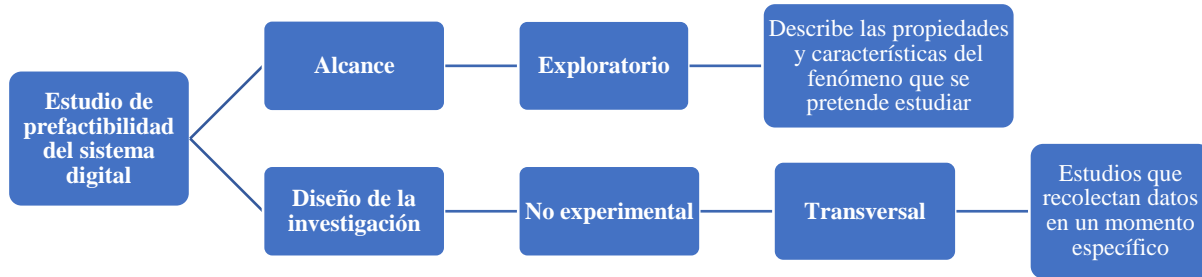 Estudio de
prefactibilidad
del sistema
digital
Alcance
Exploratorio
Describe las propiedades
y características del
fenómeno que se
pretende estudiar
Diseño de la
investigación
No experimental
Transversal
Estudios que
recolectan datos
en un momento
específico